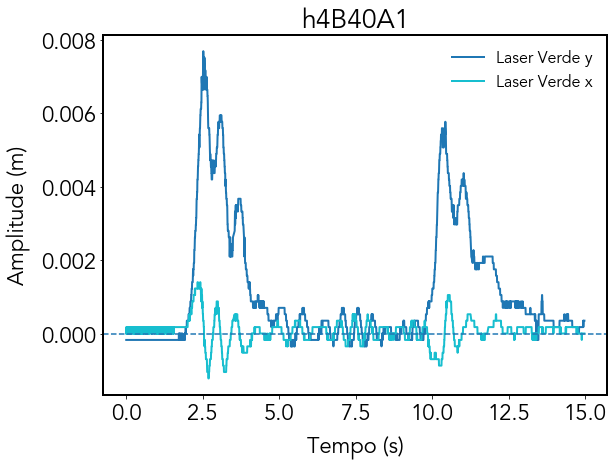 h4B40A1
Laser Verde y
Laser Verde x
Amplitude (m)
0.008
0.006
0.004
0.002
0.000
0.0 2.5 5.0 7.5 10.0 12.5 15.0
Tempo (s)